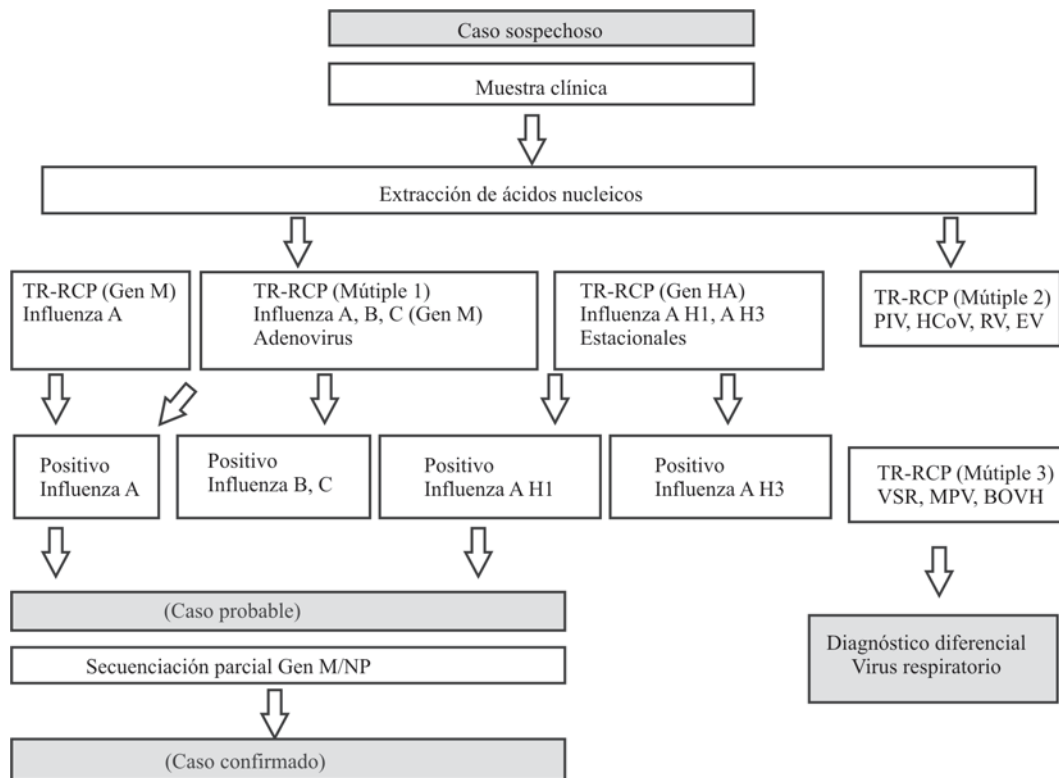 Caso sospechoso
Muestra clínica
Extracción de ácidos nucleicos
TR-RCP (Gen M)
Influenza A
TR-RCP (Mútiple 1)
Influenza A, B, C (Gen M)
Adenovirus
TR-RCP (Gen HA)
Influenza A H1, A H3
Estacionales
TR-RCP (Mútiple 2)
PIV, HCoV, RV, EV
Positivo
Influenza A
Positivo
Influenza B, C
Positivo
Influenza A H1
Positivo
Influenza A H3
TR-RCP (Mútiple 3)
VSR, MPV, BOVH
(Caso probable)
Secuenciación parcial Gen M/NP
(Caso confirmado)
Diagnóstico diferencial
Virus respiratorio